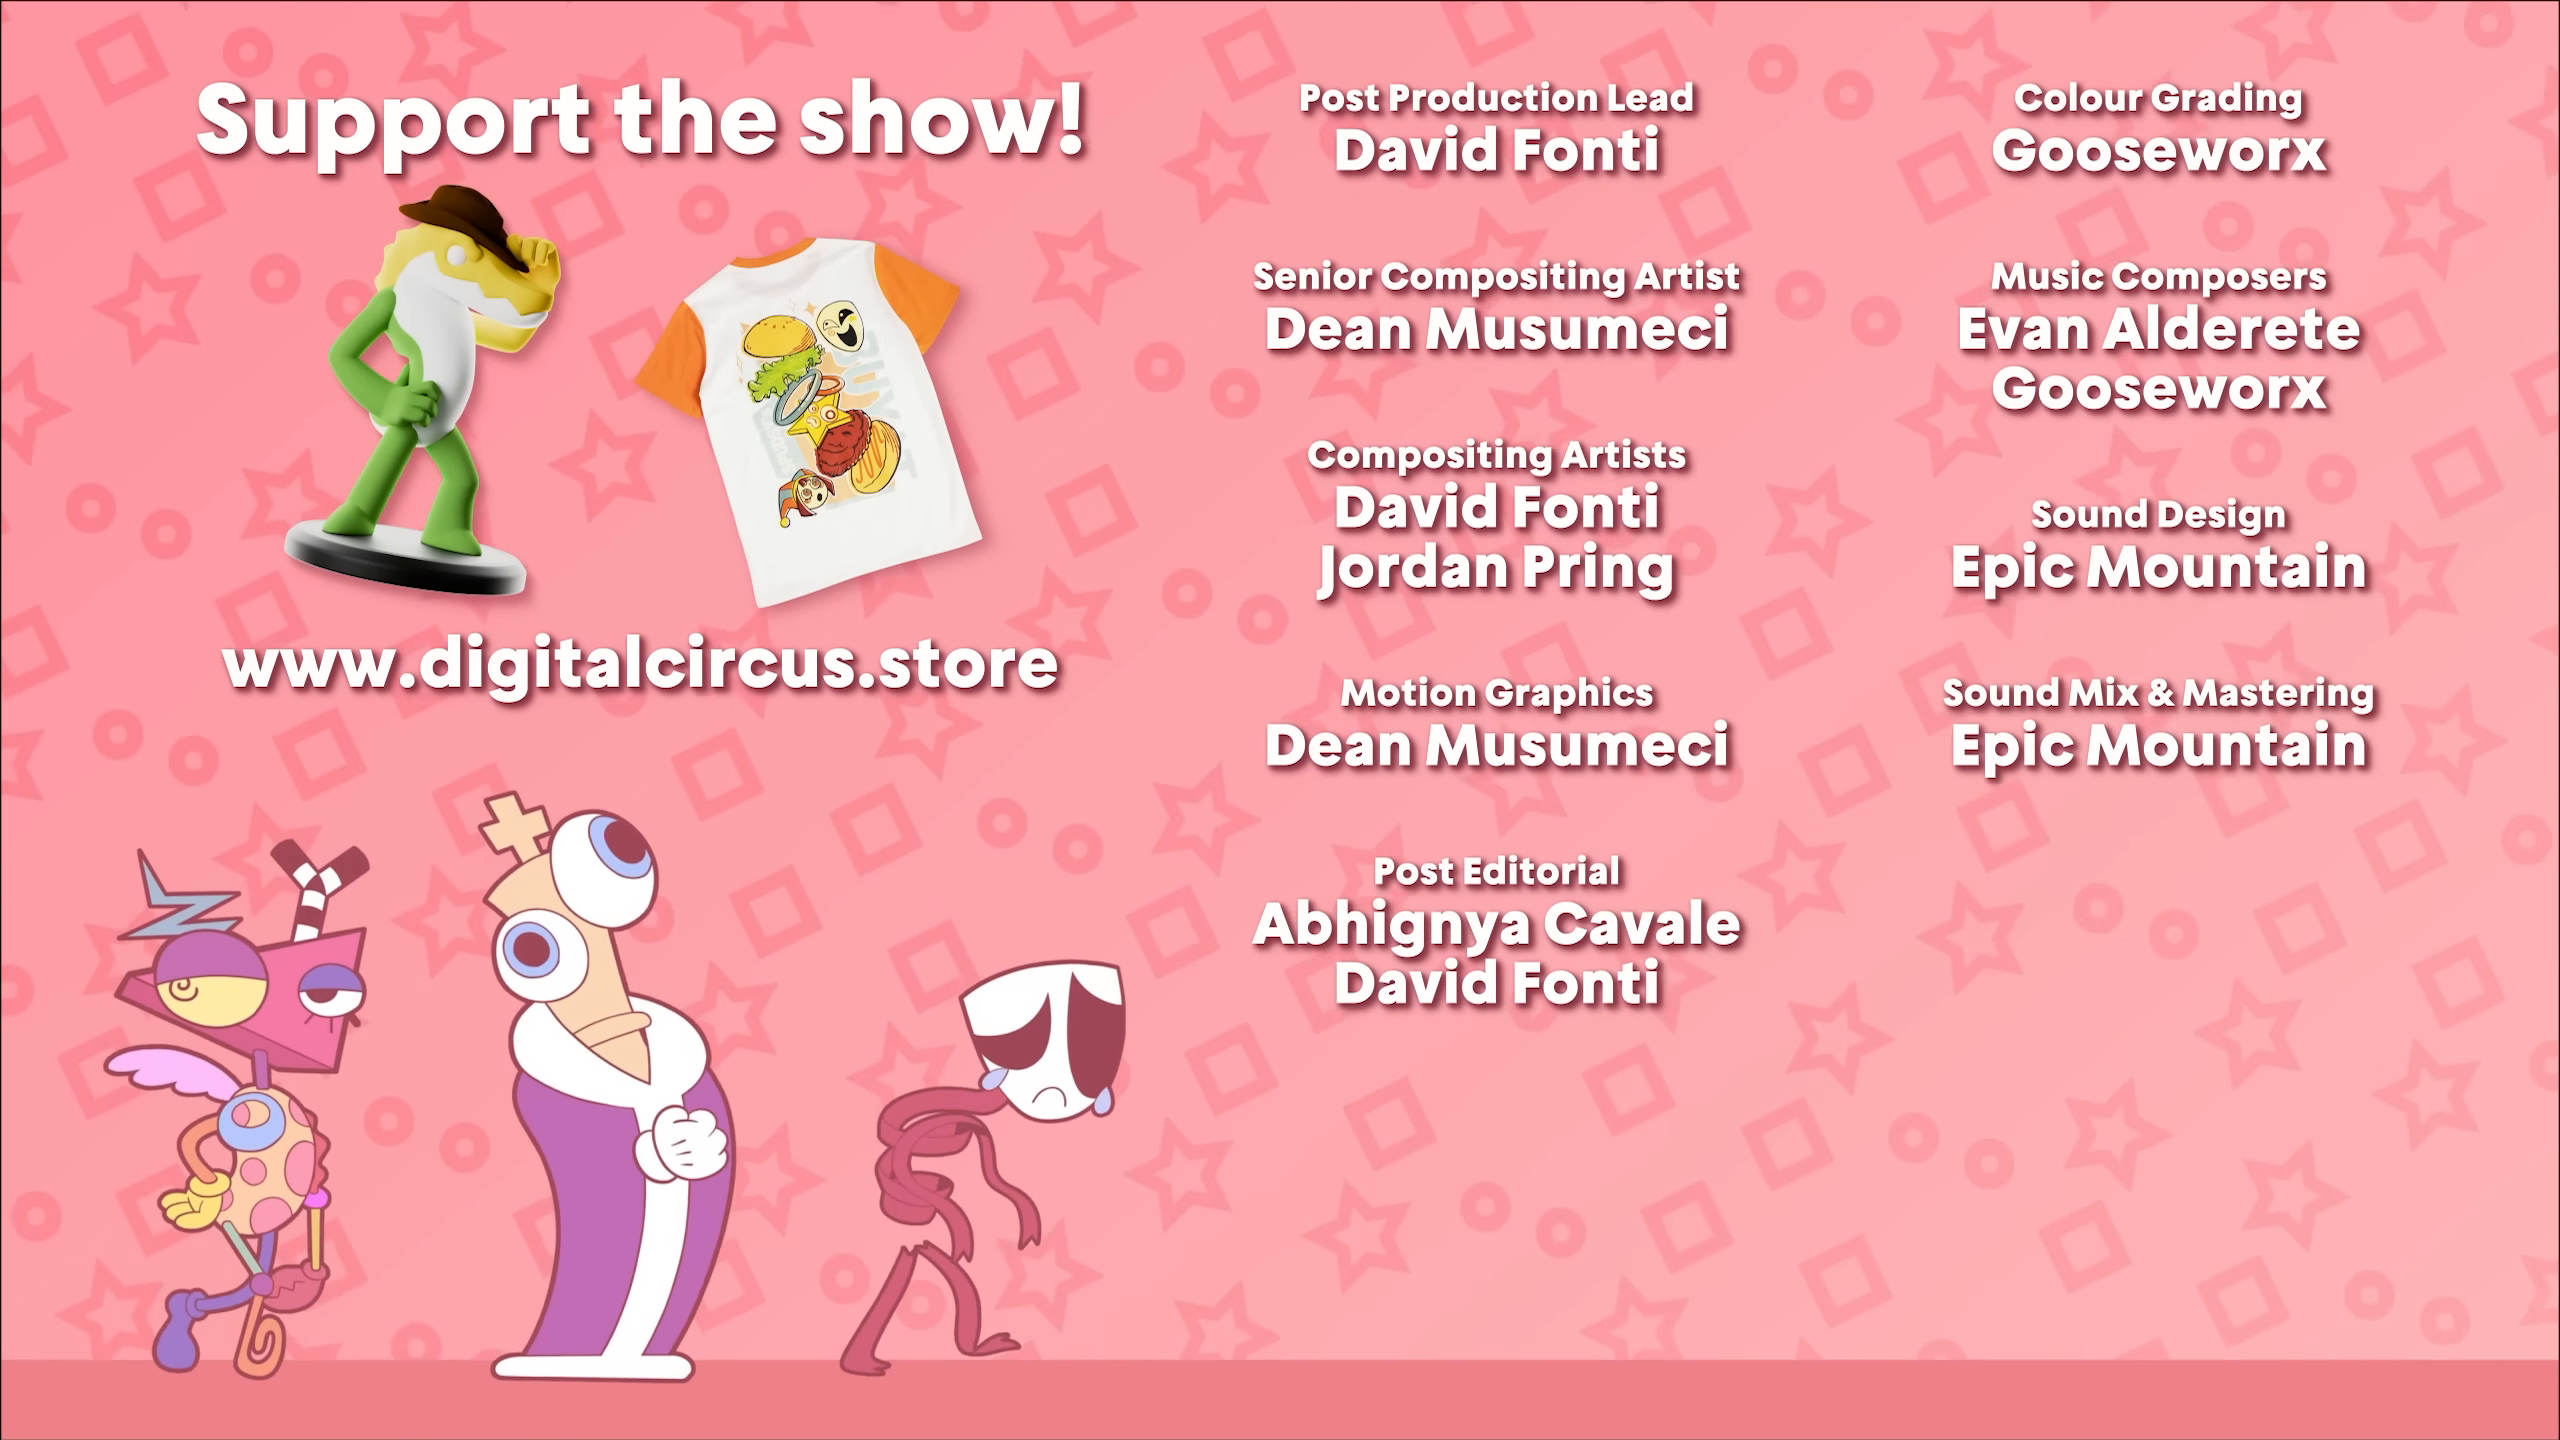 Support the show!
www.digitalcircus.store
Post Production Lead
David Fonti
Senior Compositing Artist
Dean Musumeci
Compositing Artists
David Fonti
Jordan Pring
Motion Graphics
Dean Musumeci
Post Editorial
Abhignya Cavale
David Fonti
Colour Grading
Gooseworx
Music Composers
Evan Alderete
Gooseworx
Sound Design
Epic Mountain
Sound Mix & Mastering
Epic Mountain